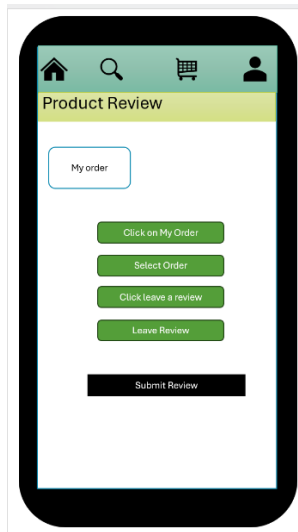 Product Review
My order
Click on My Order
Select Order
Click leave a review
Leave Review
Submit Review